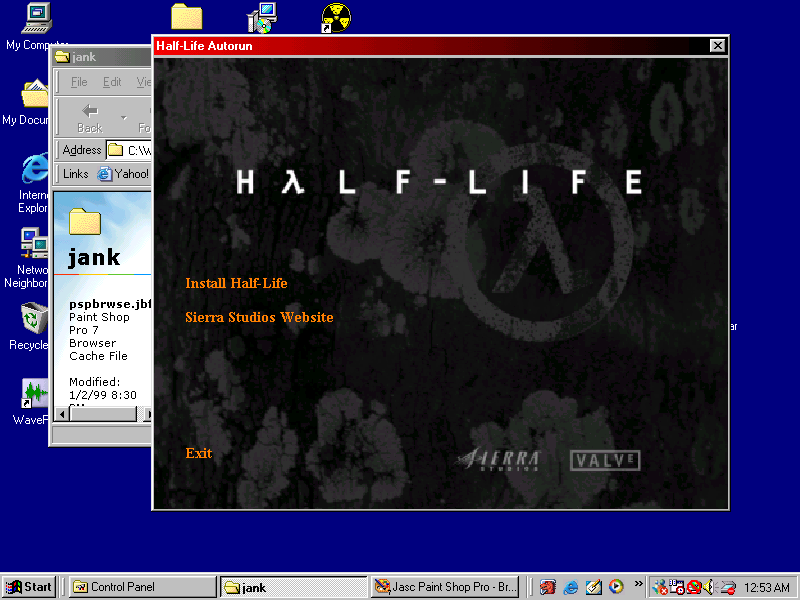 My Compu
jank
Half-Life Autorun
File Edit Vie
My Docum
Back Fo
Address C:\W
Links Yahoo!
HλLF-LIFE
Interne
Explor
jank
Netwo
Neighbor
Install Half-Life
pspbrwse.jbf
Paint Shop
Pro 7
Browser
Cache File
Sierra Studios Website
ar
Recycle
Modified:
1/2/99 8:30
WaveF
Exit
SIERRA
STUDIOS
VALVE
Start Control Panel jank Jasc Paint Shop Pro - Br... » 12:53 AM